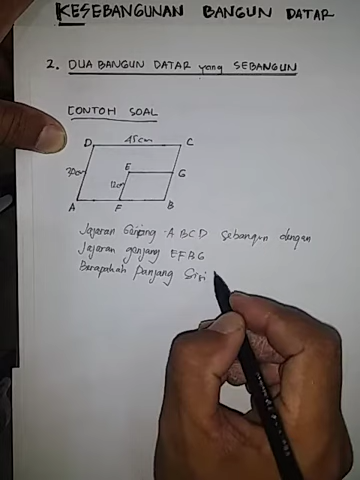 KESEBANGUNAN BANGUN DATAR
2. DUA BANGUN DATAR yang SEBANGUN
CONTOH SOAL
D 45cm C
30cm E G
12cm
A F B
Jajaran Genjang ABCD sebangun dengan
Jajaran genjang EFBG
Berapakah Panjang Sisi